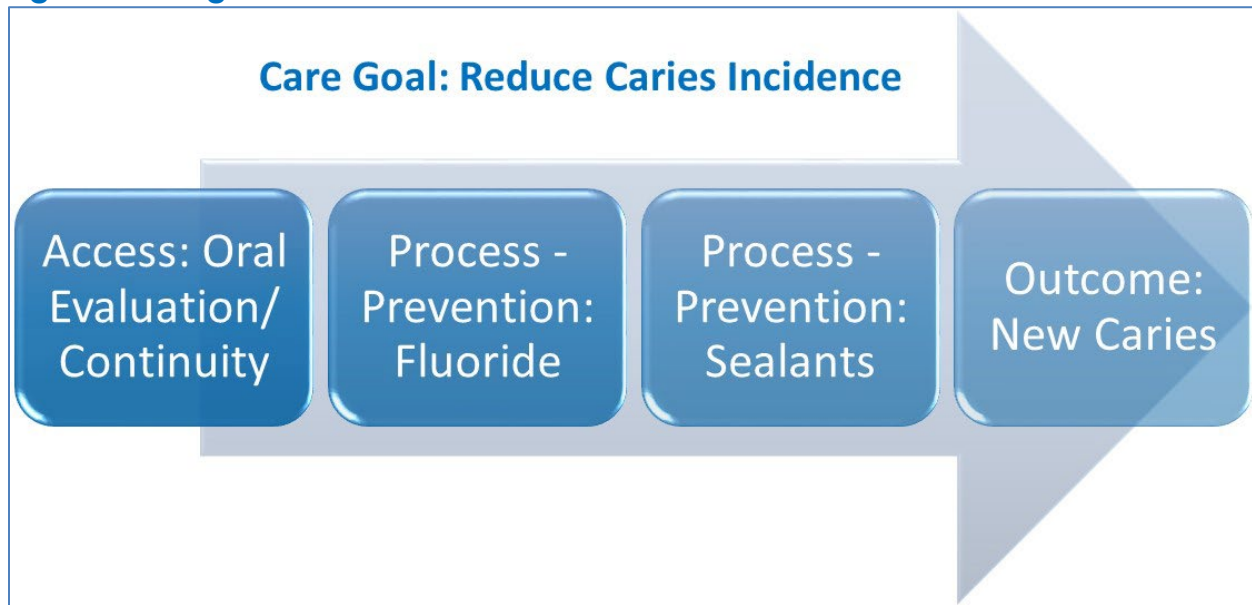 Care Goal: Reduce Caries Incidence
Access: Oral
Evaluation/
Continuity
Process -
Prevention:
Fluoride
Process -
Prevention:
Sealants
Outcome:
New Caries